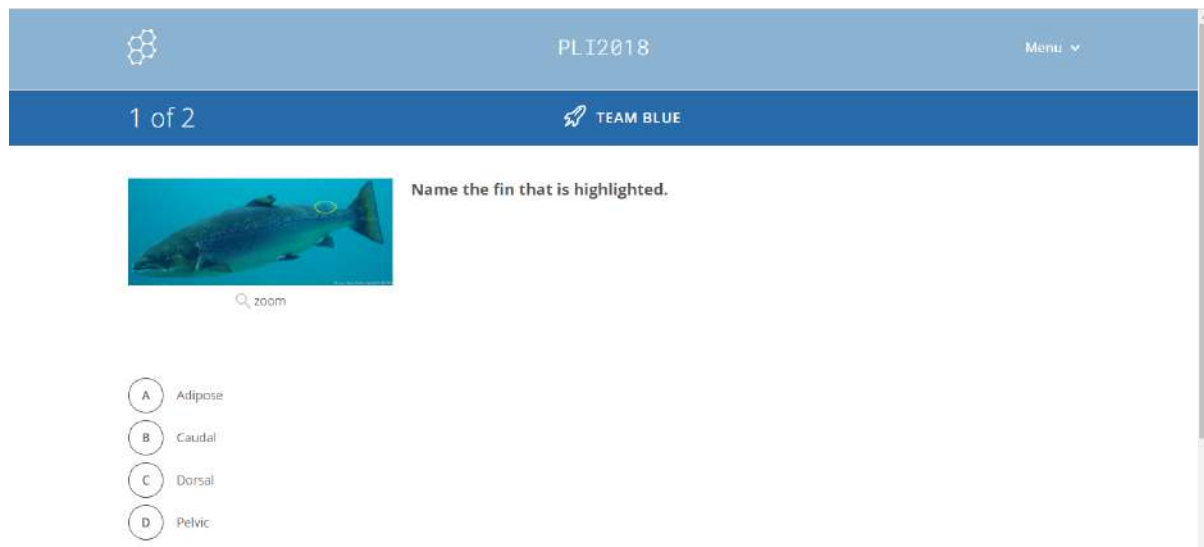 PLI2018
Menu
1 of 2
TEAM BLUE
Name the fin that is highlighted.
zoom
A Adipose
B Caudal
C Dorsal
D Pelvic